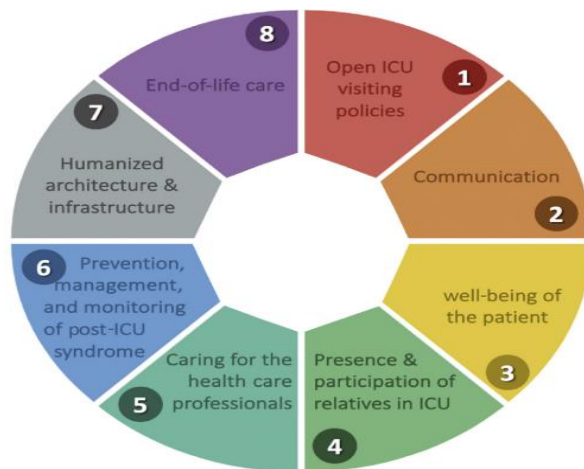 1
Open ICU
visiting
policies
2
Communication
3
well-being of
the patient
4
Presence &
participation of
relatives in ICU
5
Caring for the
health care
professionals
6
Prevention,
management,
and monitoring
of post-ICU
syndrome
7
Humanized
architecture &
infrastructure
8
End-of-life care